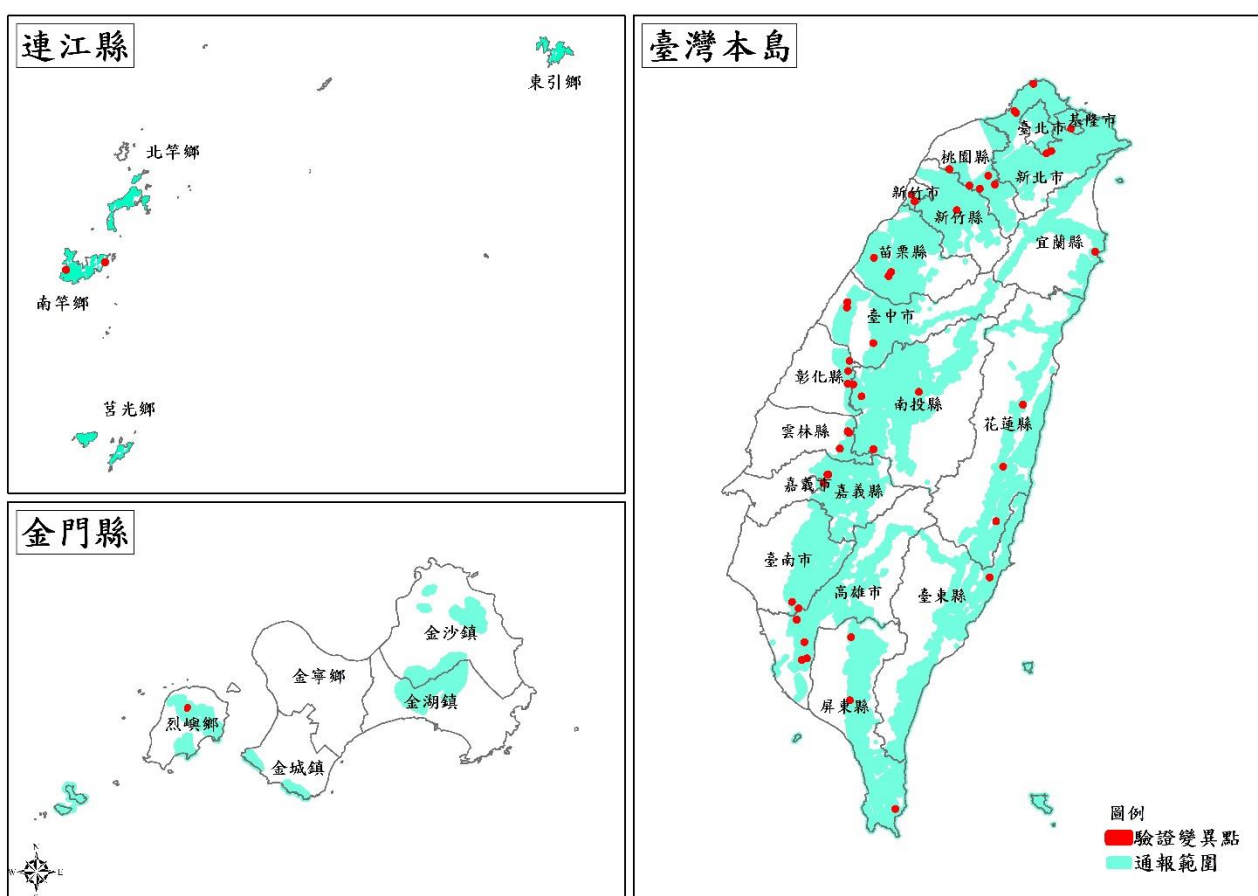 連江縣
東引鄉
北竿鄉
南竿鄉
莒光鄉
金門縣
金沙鎮
金寧鄉
金湖鎮
烈嶼鄉
金城鎮
N
W
E
S
臺灣本島
基隆市
臺北市
桃園縣
新北市
新竹市
新竹縣
宜蘭縣
苗栗縣
臺中市
彰化縣
南投縣
花蓮縣
雲林縣
嘉義市
嘉義縣
臺南市
高雄市
臺東縣
屏東縣
圖例
驗證變異點
通報範圍